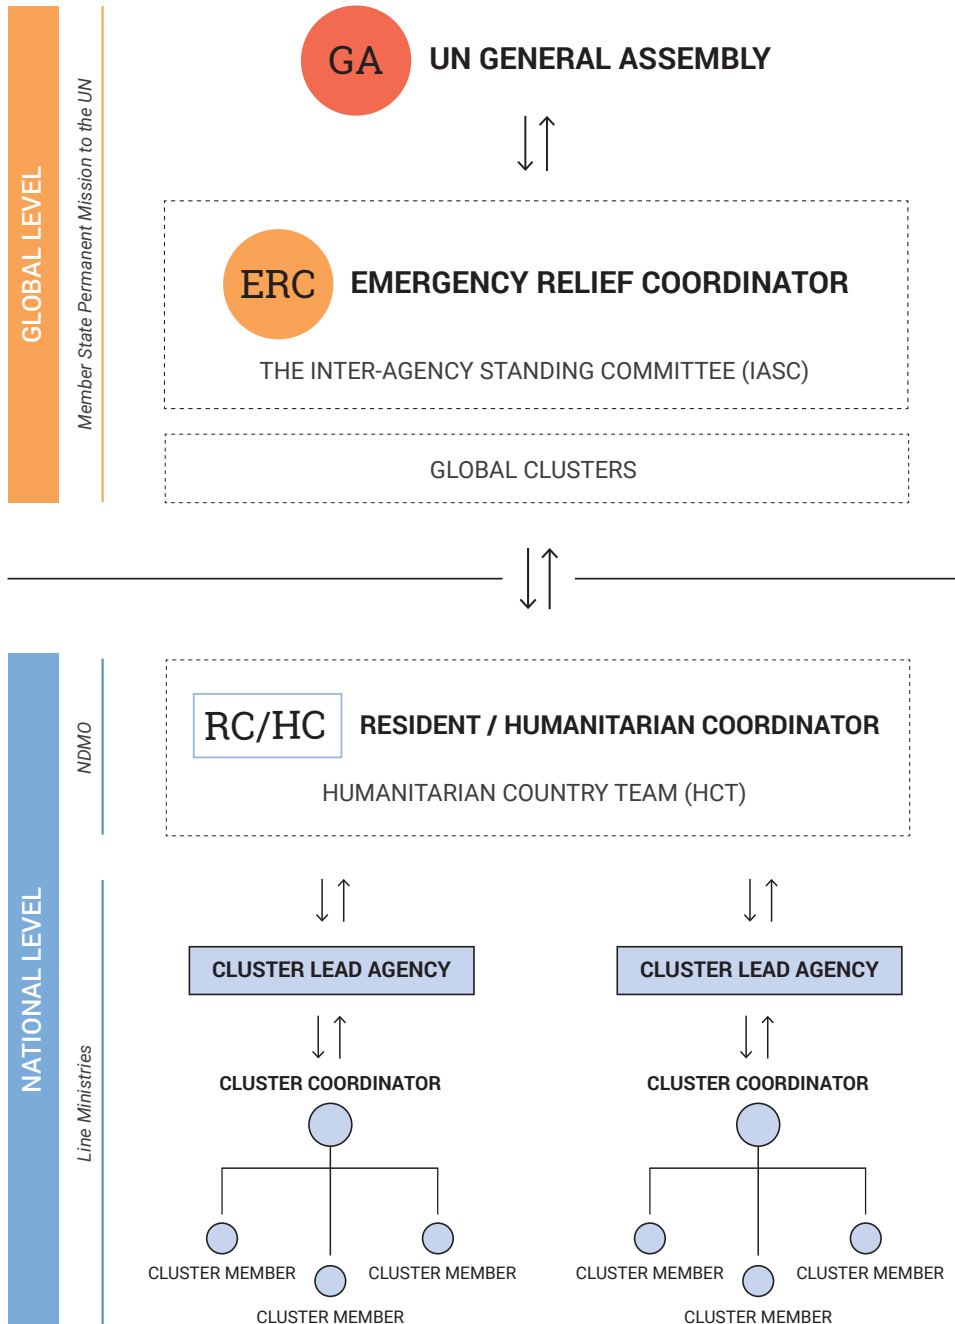 GLOBAL LEVEL
Member State Permanent Mission to the UN
GA
UN GENERAL ASSEMBLY
ERC
EMERGENCY RELIEF COORDINATOR
THE INTER-AGENCY STANDING COMMITTEE (IASC)
GLOBAL CLUSTERS
NATIONAL LEVEL
NDMO
RC/HC
RESIDENT / HUMANITARIAN COORDINATOR
HUMANITARIAN COUNTRY TEAM (HCT)
Line Ministries
CLUSTER LEAD AGENCY
CLUSTER COORDINATOR
CLUSTER MEMBER
CLUSTER MEMBER
CLUSTER MEMBER
CLUSTER LEAD AGENCY
CLUSTER COORDINATOR
CLUSTER MEMBER
CLUSTER MEMBER
CLUSTER MEMBER